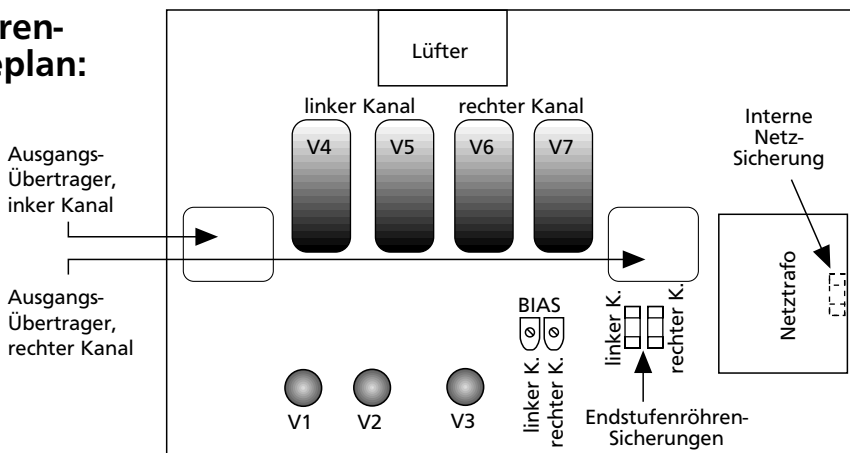 ren-
eplan:
Lüfter
linker Kanal
rechter Kanal
V4
V5
V6
V7
Interne
Netz-
Sicherung
Ausgangs-
Übertrager,
inker Kanal
Ausgangs-
Übertrager,
rechter Kanal
BIAS
linker K.
rechter K.
linker K.
rechter K.
Netztrafo
V1
V2
V3
Endstufenröhren-
Sicherungen